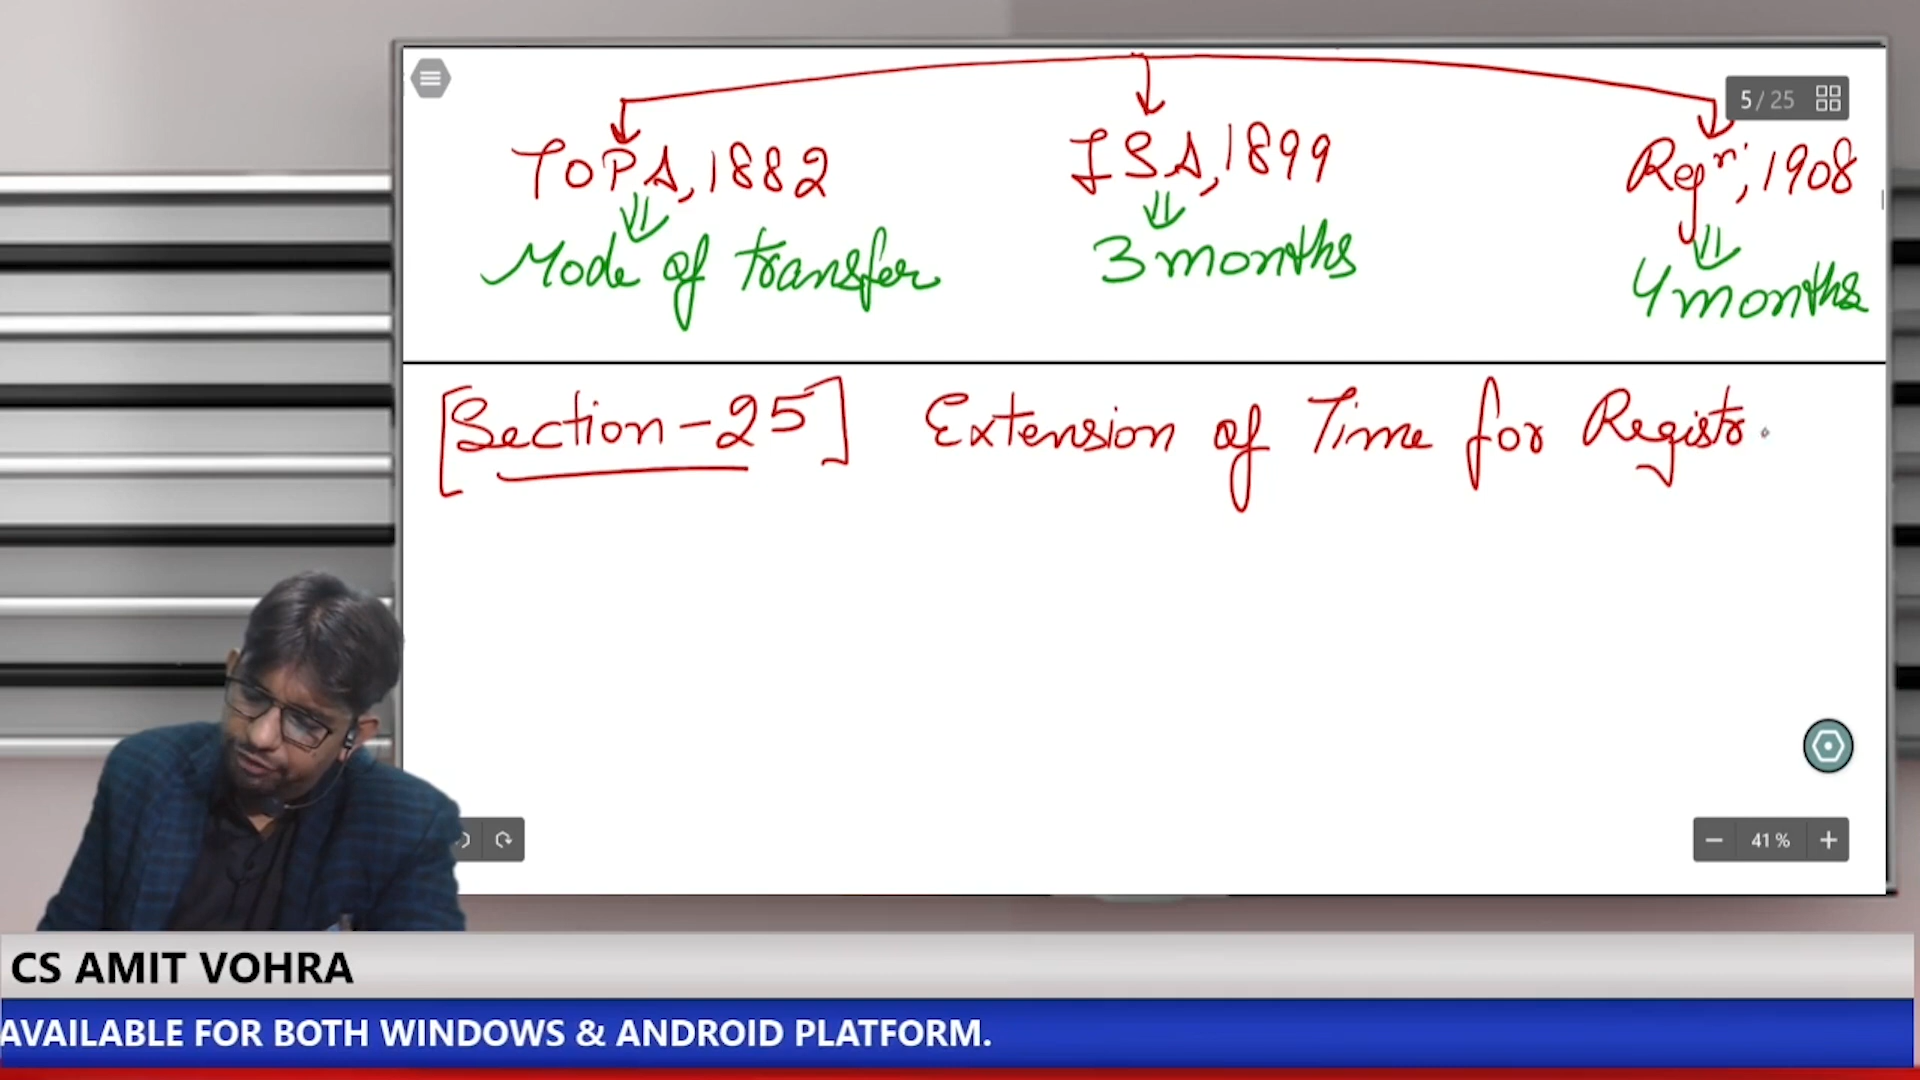 5 / 25
TOPA, 1882
ISA, 1899
Regn., 1908
Mode of transfer
3 months
4 months
[Section - 25] Extension of Time for Registr
41 %
CS AMIT VOHRA
AVAILABLE FOR BOTH WINDOWS & ANDROID PLATFORM.